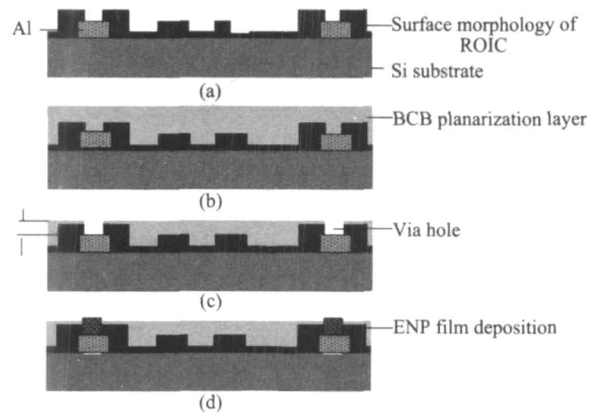 Al
Surface morphology of
ROIC
Si substrate
(a)
BCB planarization layer
(b)
Via hole
(c)
ENP film deposition
(d)